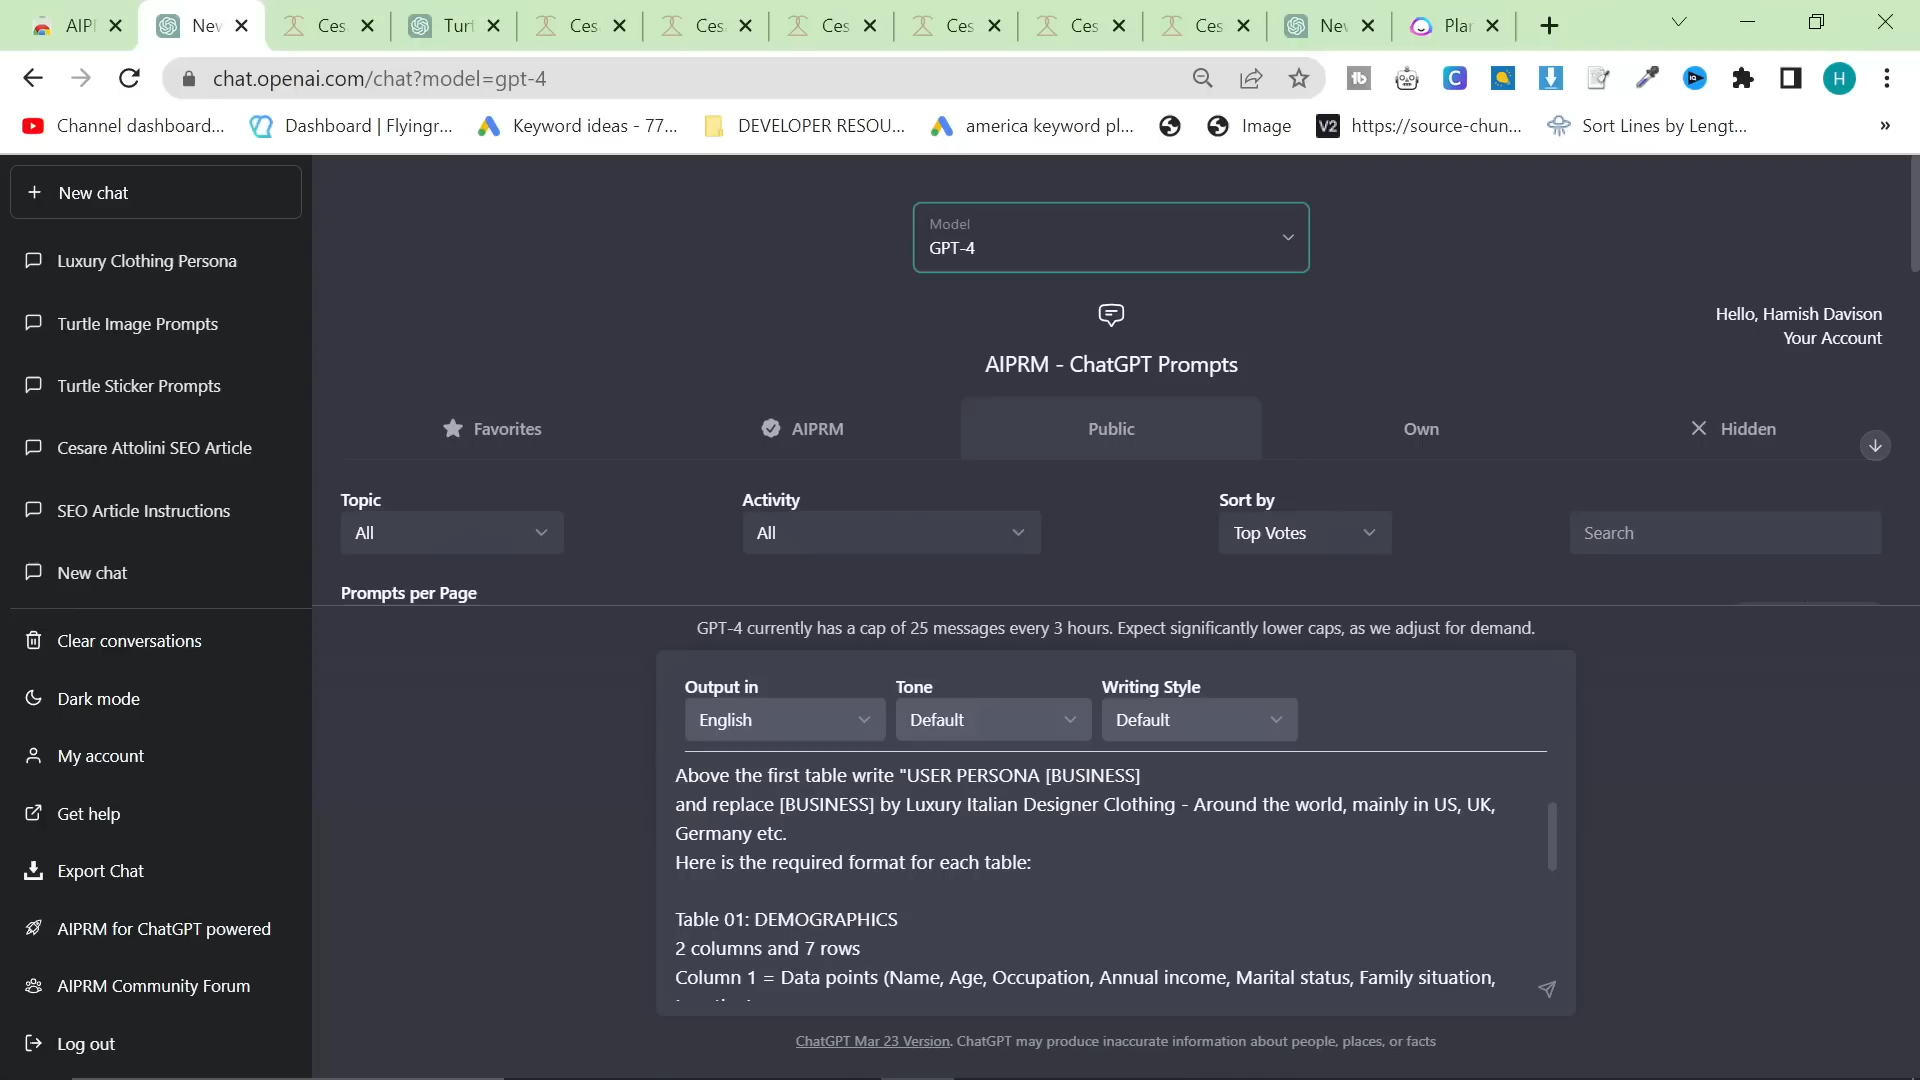 AIPI
Nev
Ces
Turt
Ces
Ces
Ces
Ces
Ces
Ces
Nev
Plar
chat.openai.com/chat?model=gpt-4
H
Channel dashboard...
Dashboard | Flyingr...
Keyword ideas - 77...
DEVELOPER RESOU...
america keyword pl...
Image
V2
https://source-chun...
Sort Lines by Lengt...
»
New chat
Luxury Clothing Persona
Turtle Image Prompts
Turtle Sticker Prompts
Cesare Attolini SEO Article
SEO Article Instructions
New chat
Clear conversations
Dark mode
My account
Get help
Export Chat
AIPRM for ChatGPT powered
AIPRM Community Forum
Log out
Model
GPT-4
Hello, Hamish Davison
Your Account
AIPRM - ChatGPT Prompts
Favorites
AIPRM
Public
Own
Hidden
Topic
All
Activity
All
Sort by
Top Votes
Search
Prompts per Page
GPT-4 currently has a cap of 25 messages every 3 hours. Expect significantly lower caps, as we adjust for demand.
Output in
English
Tone
Default
Writing Style
Default
Above the first table write "USER PERSONA [BUSINESS]
and replace [BUSINESS] by Luxury Italian Designer Clothing - Around the world, mainly in US, UK,
Germany etc.
Here is the required format for each table:
Table 01: DEMOGRAPHICS
2 columns and 7 rows
Column 1 = Data points (Name, Age, Occupation, Annual income, Marital status, Family situation,
ChatGPT Mar 23 Version. ChatGPT may produce inaccurate information about people, places, or facts